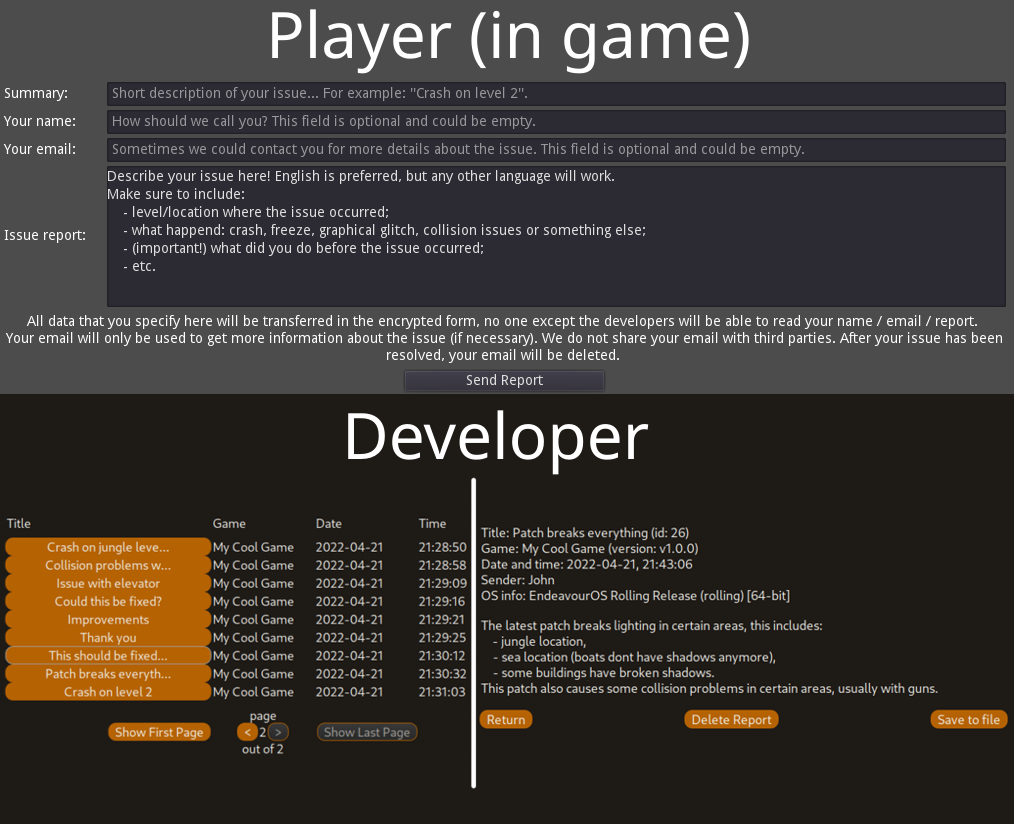 Player (in game)
Summary: Short description of your issue... For example: "Crash on level 2".
Your name: How should we call you? This field is optional and could be empty.
Your email: Sometimes we could contact you for more details about the issue. This field is optional and could be empty.
Issue report:
Describe your issue here! English is preferred, but any other language will work.
Make sure to include:
- level/location where the issue occurred;
- what happend: crash, freeze, graphical glitch, collision issues or something else;
- (important!) what did you do before the issue occurred;
- etc.
All data that you specify here will be transferred in the encrypted form, no one except the developers will be able to read your name / email / report.
Your email will only be used to get more information about the issue (if necessary). We do not share your email with third parties. After your issue has been
resolved, your email will be deleted.
Send Report
Developer
Title Game Date Time
Crash on jungle leve... My Cool Game 2022-04-21 21:28:50
Collision problems w... My Cool Game 2022-04-21 21:28:58
Issue with elevator My Cool Game 2022-04-21 21:29:09
Could this be fixed? My Cool Game 2022-04-21 21:29:16
Improvements My Cool Game 2022-04-21 21:29:21
Thank you My Cool Game 2022-04-21 21:29:25
This should be fixed... My Cool Game 2022-04-21 21:30:12
Patch breaks everyth... My Cool Game 2022-04-21 21:30:32
Crash on level 2 My Cool Game 2022-04-21 21:31:03
page
Show First Page < 2 > Show Last Page
out of 2
Title: Patch breaks everything (id: 26)
Game: My Cool Game (version: v1.0.0)
Date and time: 2022-04-21, 21:43:06
Sender: John
OS info: EndeavourOS Rolling Release (rolling) [64-bit]
The latest patch breaks lighting in certain areas, this includes:
- jungle location,
- sea location (boats dont have shadows anymore),
- some buildings have broken shadows.
This patch also causes some collision problems in certain areas, usually with guns.
Return Delete Report Save to file